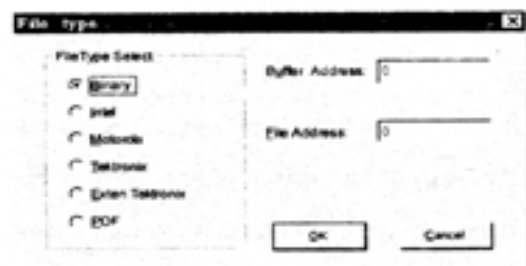 File type
FileType Select
Binary
Intel
Motorola
Tektronix
Exten Tektronix
POF
Buffer Address: 0
File Address: 0
OK
Cancel